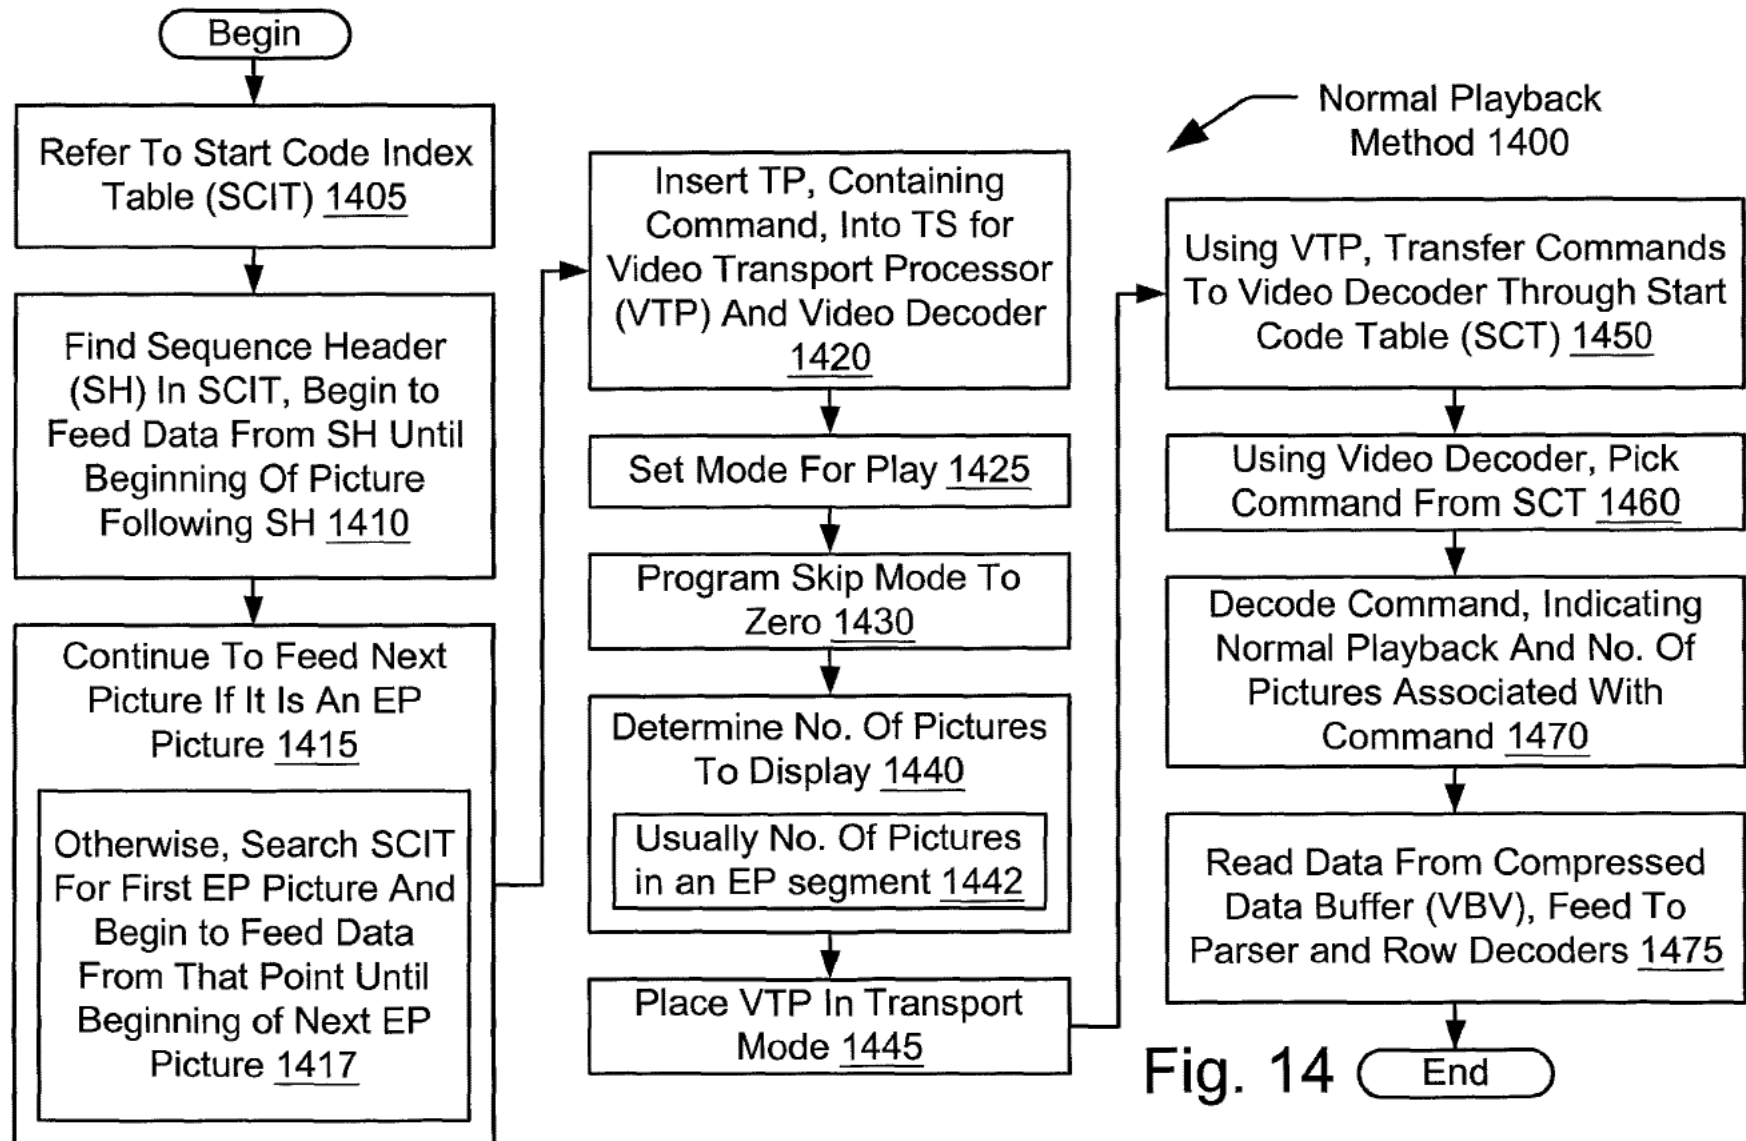 Begin
Refer To Start Code Index
Table (SCIT) 1405
Find Sequence Header
(SH) In SCIT, Begin to
Feed Data From SH Until
Beginning Of Picture
Following SH 1410
Continue To Feed Next
Picture If It Is An EP
Picture 1415
Otherwise, Search SCIT
For First EP Picture And
Begin to Feed Data
From That Point Until
Beginning of Next EP
Picture 1417
Insert TP, Containing
Command, Into TS for
Video Transport Processor
(VTP) And Video Decoder
1420
Set Mode For Play 1425
Program Skip Mode To
Zero 1430
Determine No. Of Pictures
To Display 1440
Usually No. Of Pictures
in an EP segment 1442
Place VTP In Transport
Mode 1445
Normal Playback
Method 1400
Using VTP, Transfer Commands
To Video Decoder Through Start
Code Table (SCT) 1450
Using Video Decoder, Pick
Command From SCT 1460
Decode Command, Indicating
Normal Playback And No. Of
Pictures Associated With
Command 1470
Read Data From Compressed
Data Buffer (VBV), Feed To
Parser and Row Decoders 1475
End
Fig. 14